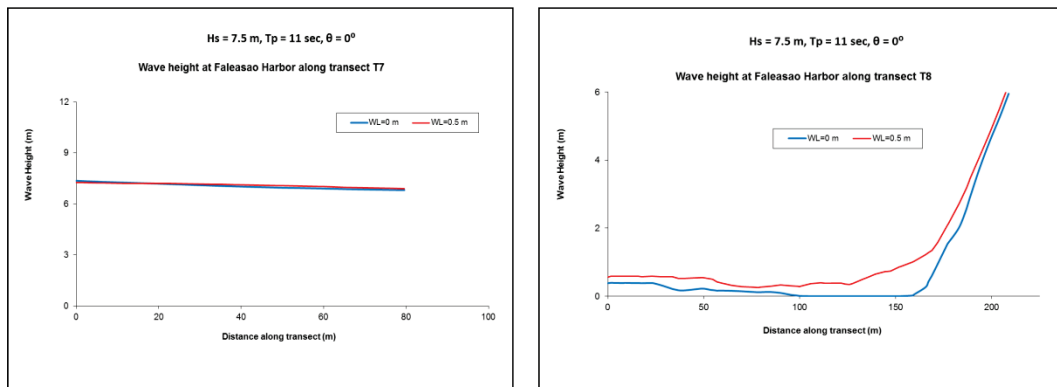 Hs = 7.5 m, Tp = 11 sec, θ = 0⁰
Wave height at Faleasao Harbor along transect T7
12
WL=0 m WL=0.5 m
9
6
3
0
0 20 40 60 80 100
Wave Height (m)
Distance along transect (m)
Hs = 7.5 m, Tp = 11 sec, θ = 0⁰
Wave height at Faleasao Harbor along transect T8
6
WL=0 m WL=0.5 m
4
2
0
0 50 100 150 200
Wave Height (m)
Distance along transect (m)